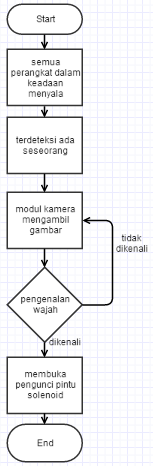 Start
semua
perangkat dalam
keadaan
menyala
terdeteksi ada
seseorang
modul kamera
mengambil
gambar
tidak
dikenali
pengenalan
wajah
dikenali
membuka
pengunci pintu
solenoid
End